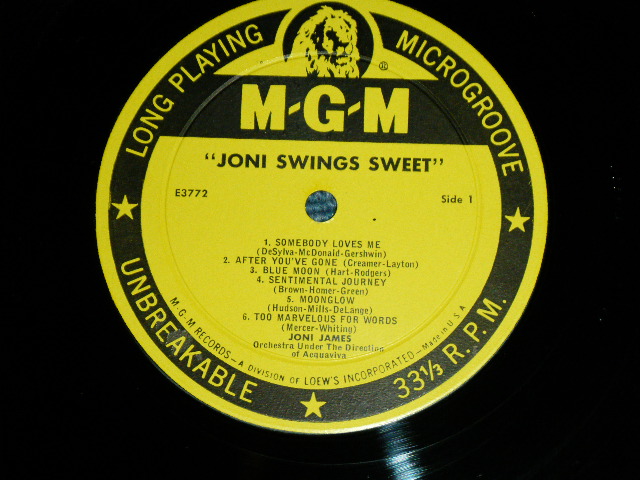 LONG PLAYING
MICROGROOVE
M-G-M
"JONI SWINGS SWEET"
E3772
Side 1
1. SOMEBODY LOVES ME
(DeSylva-McDonald-Gershwin)
2. AFTER YOU'VE GONE (Creamer-Layton)
3. BLUE MOON (Hart-Rodgers)
4. SENTIMENTAL JOURNEY
(Brown-Homer-Green)
5. MOONGLOW
(Hudson-Mills-DeLange)
6. TOO MARVELOUS FOR WORDS
(Mercer-Whiting)
JONI JAMES
Orchestra Under The Directing
of Acquaviva
M-G-M RECORDS—A DIVISION OF LOEW'S INCORPORATED—Made in U.S.A.
UNBREAKABLE
33⅓ R.P.M.